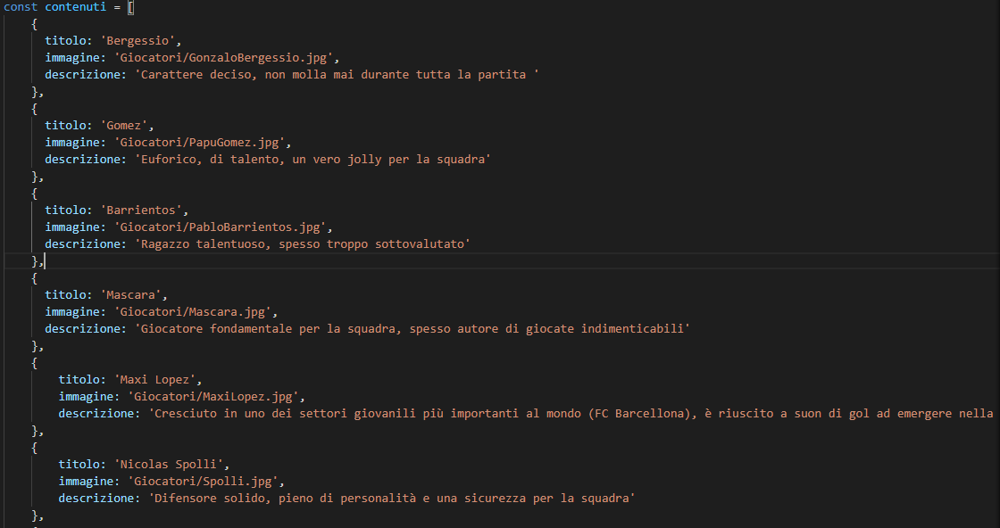 const contenuti = [
{
titolo: 'Bergessio',
immagine: 'Giocatori/GonzaloBergessio.jpg',
descrizione: 'Carattere deciso, non molla mai durante tutta la partita '
},
{
titolo: 'Gomez',
immagine: 'Giocatori/PapuGomez.jpg',
descrizione: 'Euforico, di talento, un vero jolly per la squadra'
},
{
titolo: 'Barrientos',
immagine: 'Giocatori/PabloBarrientos.jpg',
descrizione: 'Ragazzo talentuoso, spesso troppo sottovalutato'
},
{
titolo: 'Mascara',
immagine: 'Giocatori/Mascara.jpg',
descrizione: 'Giocatore fondamentale per la squadra, spesso autore di giocate indimenticabili'
},
{
titolo: 'Maxi Lopez',
immagine: 'Giocatori/MaxiLopez.jpg',
descrizione: 'Cresciuto in uno dei settori giovanili più importanti al mondo (FC Barcellona), è riuscito a suon di gol ad emergere nella
},
{
titolo: 'Nicolas Spolli',
immagine: 'Giocatori/Spolli.jpg',
descrizione: 'Difensore solido, pieno di personalità e una sicurezza per la squadra'
},